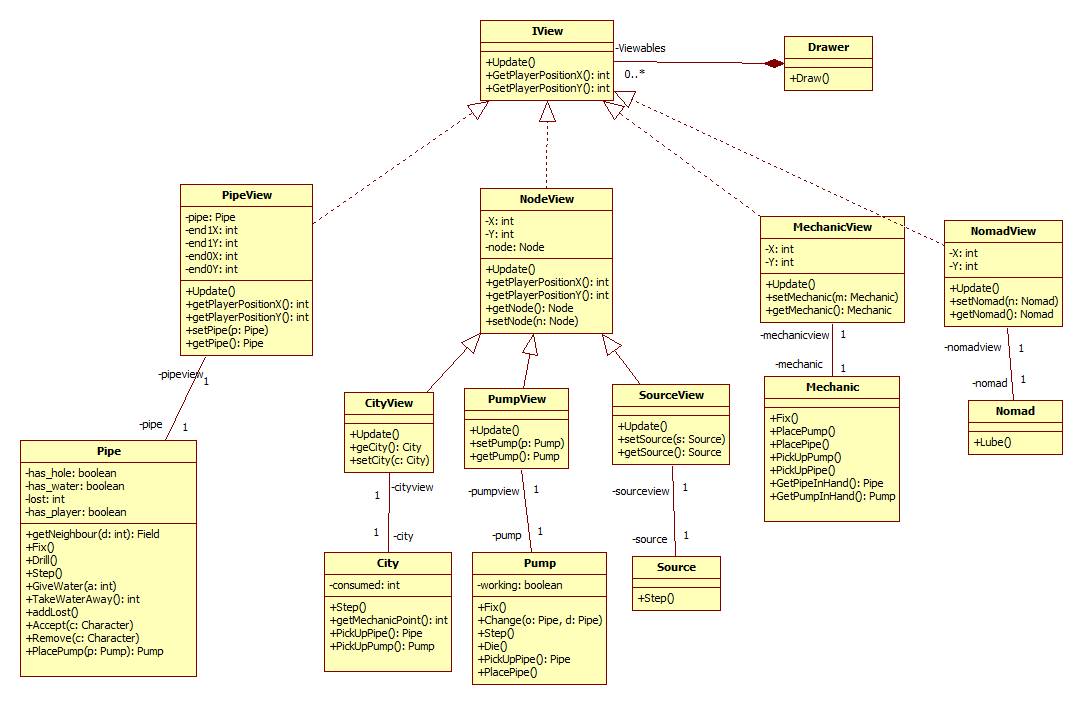 IView
+Update()
+GetPlayerPositionX(): int
+GetPlayerPositionY(): int
-Viewables
0..*
Drawer
+Draw()
PipeView
-pipe: Pipe
-end1X: int
-end1Y: int
-end0X: int
-end0Y: int
+Update()
+getPlayerPositionX(): int
+getPlayerPositionY(): int
+setPipe(p: Pipe)
+getPipe(): Pipe
NodeView
-X: int
-Y: int
-node: Node
+Update()
+getPlayerPositionX(): int
+getPlayerPositionY(): int
+getNode(): Node
+setNode(n: Node)
MechanicView
-X: int
-Y: int
+Update()
+setMechanic(m: Mechanic)
+getMechanic(): Mechanic
NomadView
-X: int
-Y: int
+Update()
+setNomad(n: Nomad)
+getNomad(): Nomad
-pipeview
1
-pipe
1
-mechanicview
1
-mechanic
1
-nomadview
1
-nomad
1
CityView
+Update()
+geCity(): City
+setCity(c: City)
PumpView
+Update()
+setPump(p: Pump)
+getPump(): Pump
SourceView
+Update()
+setSource(s: Source)
+getSource(): Source
Mechanic
+Fix()
+PlacePump()
+PlacePipe()
+PickUpPump()
+PickUpPipe()
+GetPipeInHand(): Pipe
+GetPumpInHand(): Pump
Nomad
+Lube()
Pipe
-has_hole: boolean
-has_water: boolean
-lost: int
-has_player: boolean
+getNeighbour(d: int): Field
+Fix()
+Drill()
+Step()
+GiveWater(a: int)
+TakeWaterAway(): int
+addLost()
+Accept(c: Character)
+Remove(c: Character)
+PlacePump(p: Pump): Pump
-cityview
1
1
-city
-pumpview
1
-pump
1
-sourceview
1
-source
1
City
-consumed: int
+Step()
+getMechanicPoint(): int
+PickUpPipe(): Pipe
+PickUpPump(): Pump
Pump
-working: boolean
+Fix()
+Change(o: Pipe, d: Pipe)
+Step()
+Die()
+PickUpPipe(): Pipe
+PlacePipe()
Source
+Step()